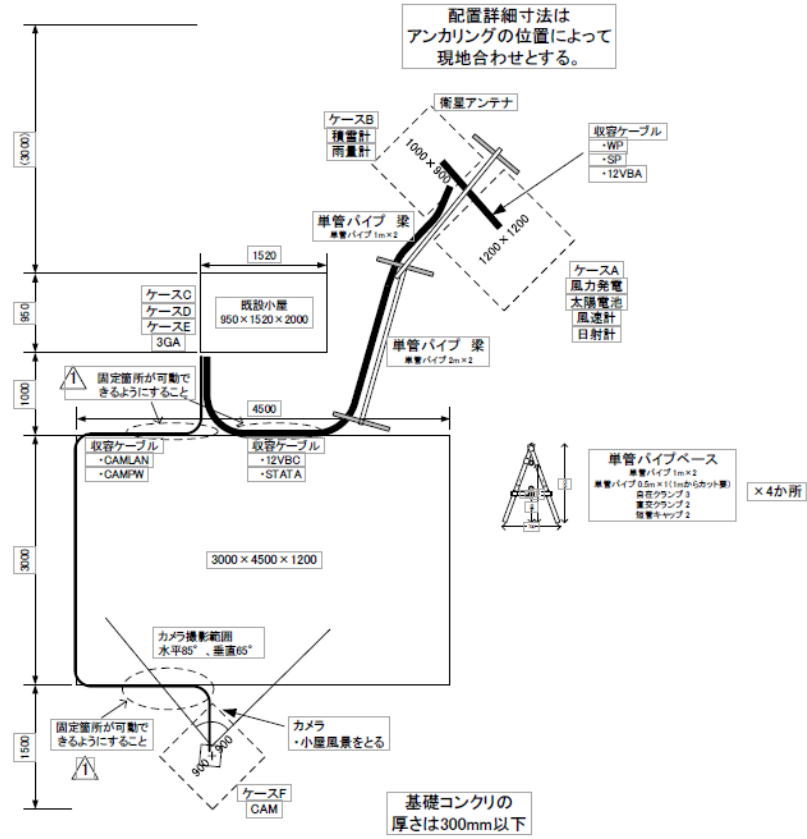 配置詳細寸法は
アンカリングの位置によって
現地合わせとする。
衛星アンテナ
ケースB
積雪計
雨量計
1000×900
収容ケーブル
・WP
・SP
・12VBA
(3000)
単管パイプ 梁
単管パイプ 1m×2
1200×1200
1520
ケースA
風力発電
太陽電池
風速計
日射計
950
ケースC
ケースD
ケースE
3GA
既設小屋
950×1520×2000
単管パイプ 梁
単管パイプ 2m×2
1000
1
固定箇所が可動で
きるようにすること
4500
収容ケーブル
・CAMLAN
・CAMPW
収容ケーブル
・12VBC
・STATA
単管パイプベース
単管パイプ 1m×2
単管パイプ 0.5m×1(1mからカット要)
自在クランプ 3
直交クランプ 2
短管キャップ 2
×4か所
3000
3000×4500×1200
カメラ撮影範囲
水平85°、垂直65°
1500
固定箇所が可動で
きるようにすること
1
カメラ
・小屋風景をとる
900×900
ケースF
CAM
基礎コンクリの
厚さは300mm以下